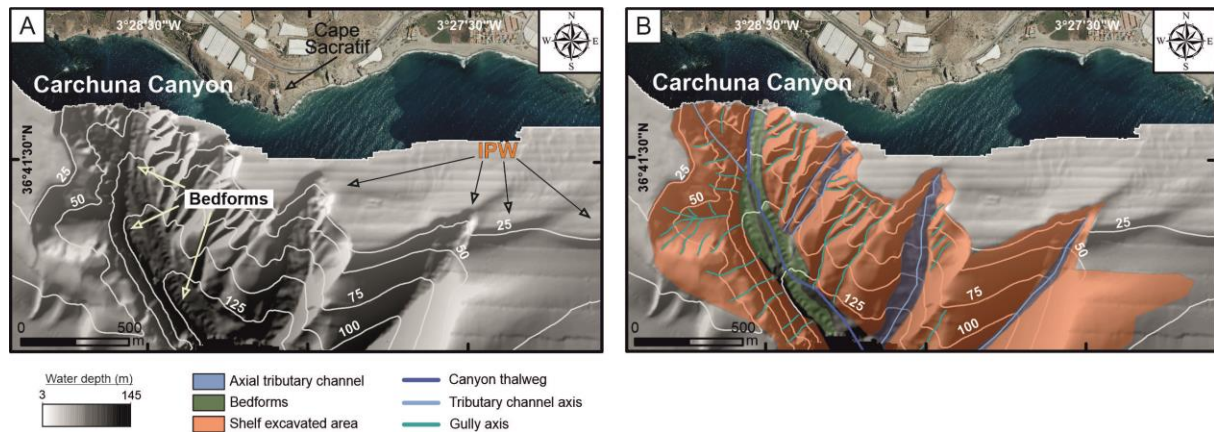 A
3°28'30"W
3°27'30"W
N
W E
S
Cape
Sacratif
Carchuna Canyon
36°41'30"N
IPW
Bedforms
25
50
25
50
75
125
100
0 500
m
B
3°28'30"W
3°27'30"W
N
W E
S
Carchuna Canyon
36°41'30"N
25
50
25
50
75
125
100
0 500
m
Water depth (m)
3 145
Axial tributary channel
Bedforms
Shelf excavated area
Canyon thalweg
Tributary channel axis
Gully axis